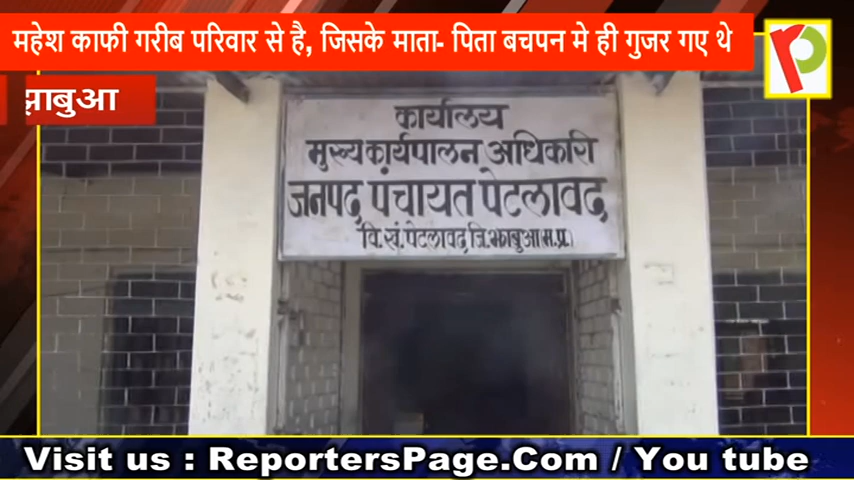 महेश काफी गरीब परिवार से है, जिसके माता- पिता बचपन मे ही गुजर गए थे
झाबुआ
कार्यालय
मुख्य कार्यपालन अधिकारी
जनपद पंचायत पेटलावद
वि.खं.पेटलावद, जि.झाबुआ म.प्र.
Visit us : ReportersPage.Com / You tube